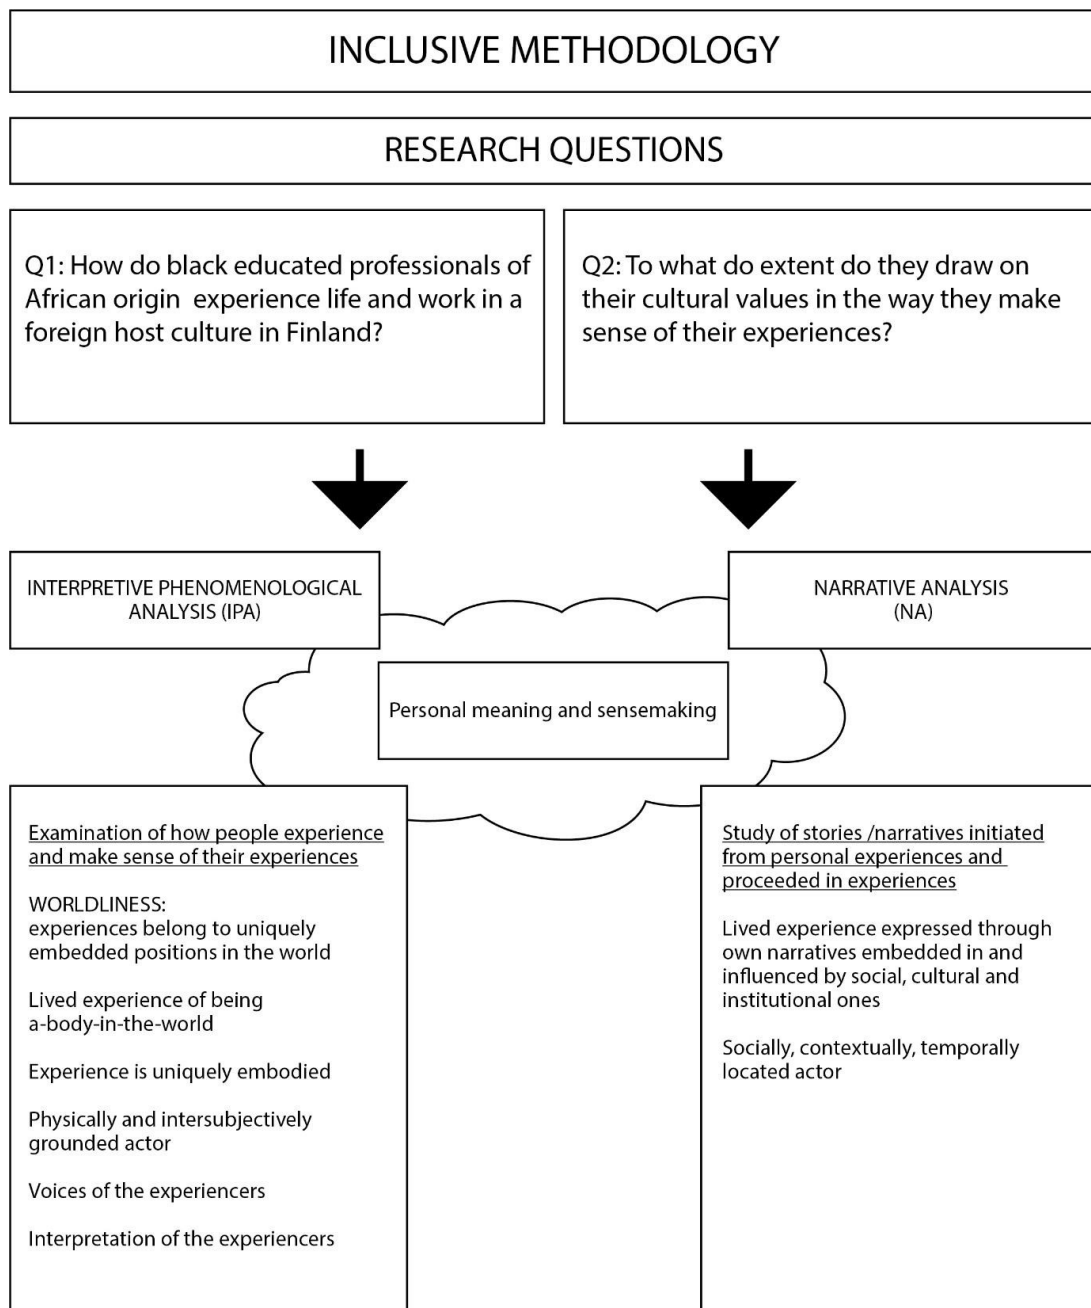 INCLUSIVE METHODOLOGY
RESEARCH QUESTIONS
Q1: How do black educated professionals of
African origin  experience life and work in a
foreign host culture in Finland?
Q2: To what do extent do they draw on
their cultural values in the way they make
sense of their experiences?
INTERPRETIVE PHENOMENOLOGICAL
ANALYSIS (IPA)
NARRATIVE ANALYSIS
(NA)
Personal meaning and sensemaking
Examination of how people experience
and make sense of their experiences
WORLDLINESS:
experiences belong to uniquely
embedded positions in the world
Lived experience of being
a-body-in-the-world
Experience is uniquely embodied
Physically and intersubjectively
grounded actor
Voices of the experiencers
Interpretation of the experiencers
Study of stories /narratives initiated
from personal experiences and
proceeded in experiences
Lived experience expressed through
own narratives embedded in and
influenced by social, cultural and
institutional ones
Socially, contextually, temporally
located actor